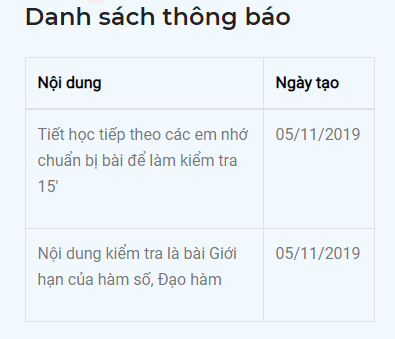 Danh sách thông báo
Nội dung Ngày tạo
Tiết học tiếp theo các em nhớ 05/11/2019
chuẩn bị bài để làm kiểm tra
15'
Nội dung kiểm tra là bài Giới 05/11/2019
hạn của hàm số, Đạo hàm